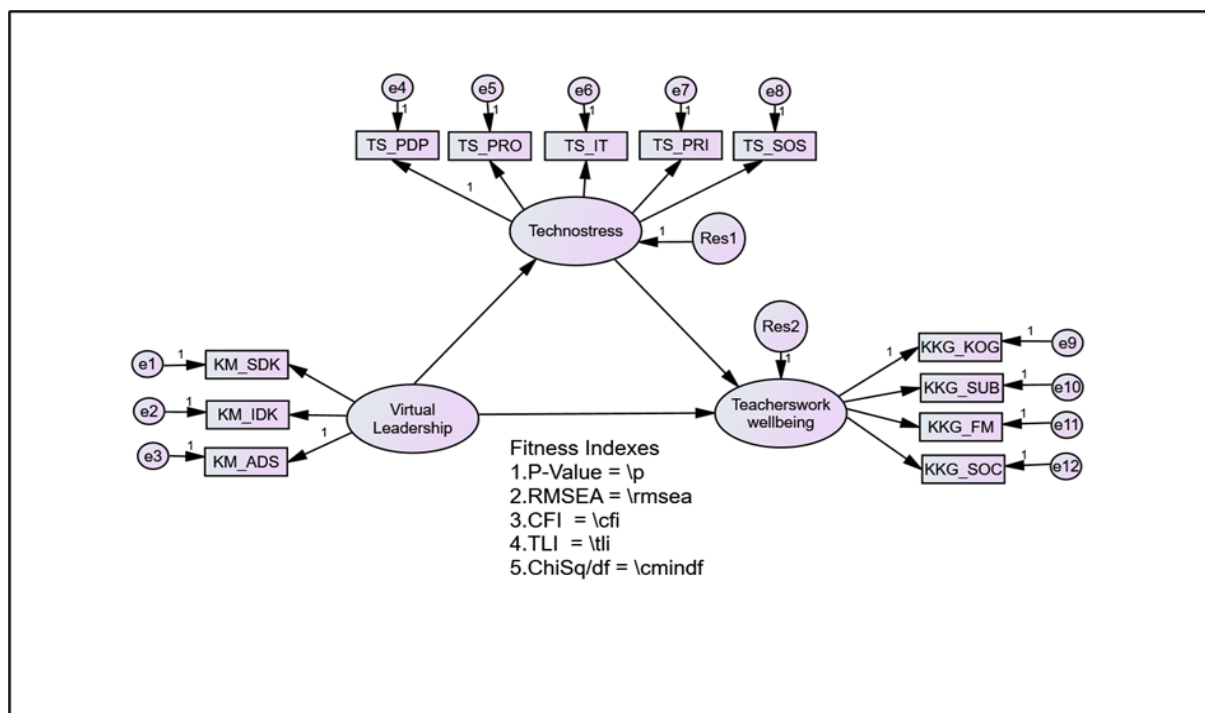 e4
e5
e6
e7
e8
1
1
1
1
1
TS_PDP
TS_PRO
TS_IT
TS_PRI
TS_SOS
1
Technostress
1
Res1
Res2
1
e1
1
KM_SDK
e2
1
KM_IDK
e3
1
KM_ADS
1
Virtual
Leadership
Teacherswork
wellbeing
1
KKG_KOG
1
e9
KKG_SUB
1
e10
KKG_FM
1
e11
KKG_SOC
1
e12
Fitness Indexes
1.P-Value = \p
2.RMSEA = \rmsea
3.CFI = \cfi
4.TLI = \tli
5.ChiSq/df = \cmindf